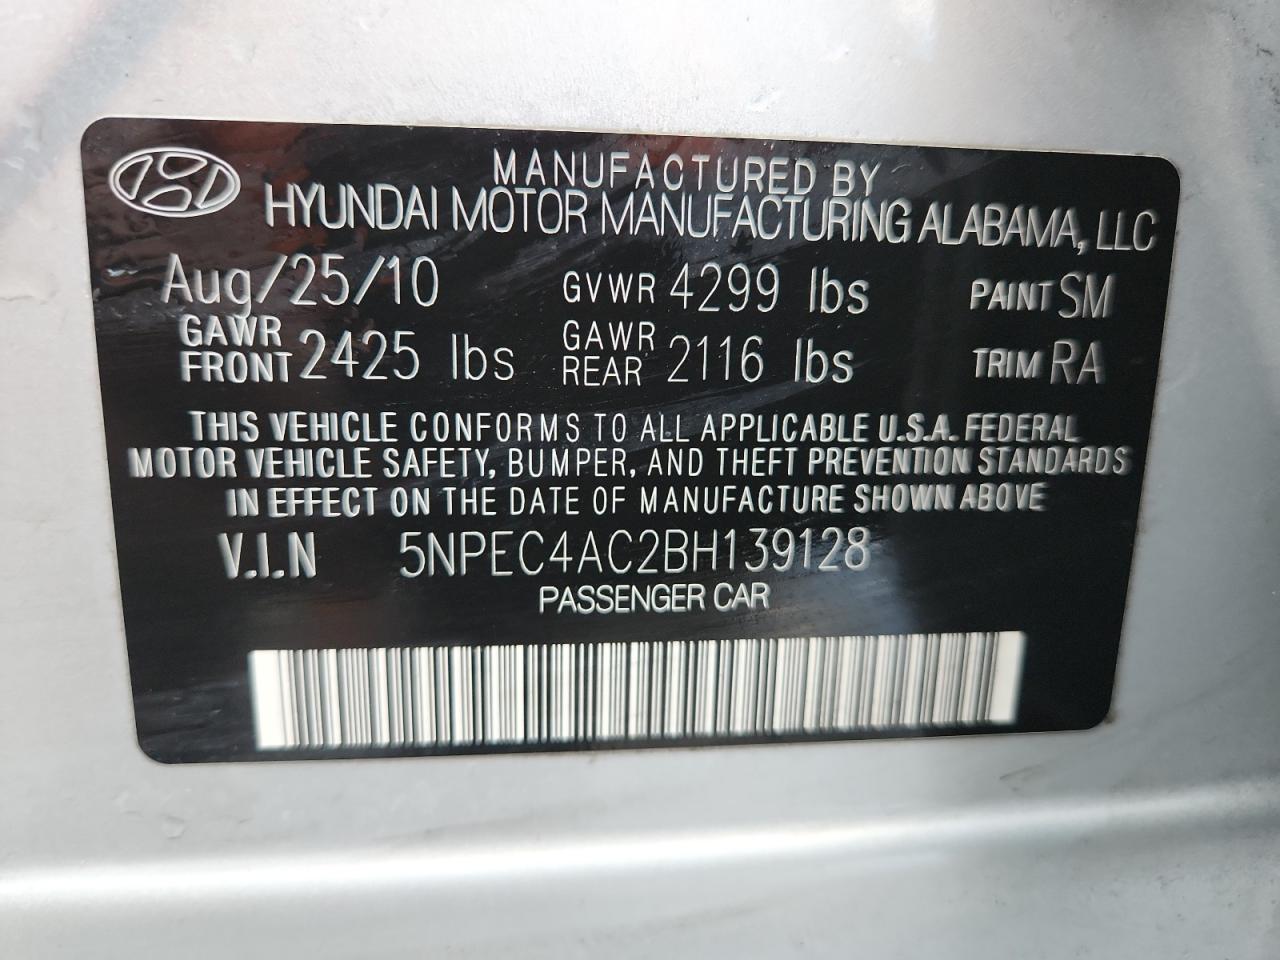 MANUFACTURED BY
HYUNDAI MOTOR MANUFACTURING ALABAMA, LLC
Aug/25/10 GVWR 4299 lbs PAINT SM
GAWR FRONT 2425 lbs GAWR REAR 2116 lbs TRIM RA
THIS VEHICLE CONFORMS TO ALL APPLICABLE U.S.A. FEDERAL
MOTOR VEHICLE SAFETY, BUMPER, AND THEFT PREVENTION STANDARDS
IN EFFECT ON THE DATE OF MANUFACTURE SHOWN ABOVE
V.I.N 5NPEC4AC2BH139128
PASSENGER CAR